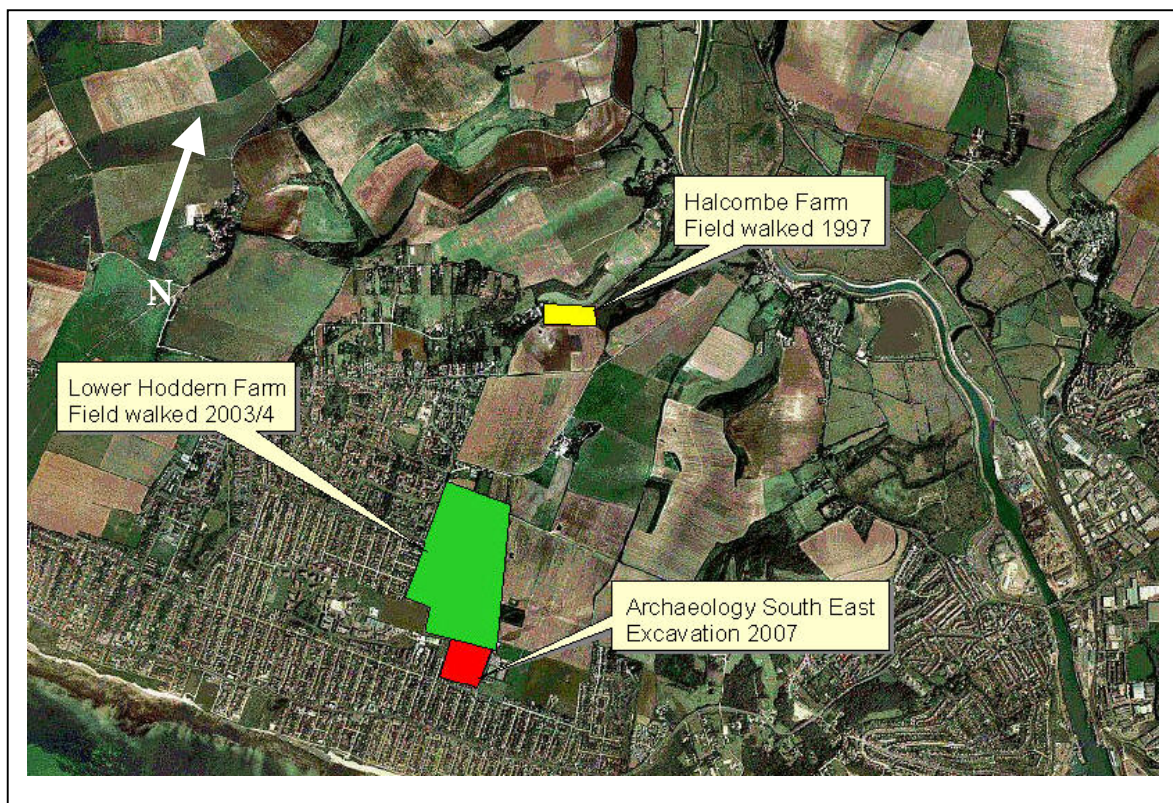 Halcombe Farm
Field walked 1997
N
Lower Hoddern Farm
Field walked 2003/4
Archaeology South East
Excavation 2007